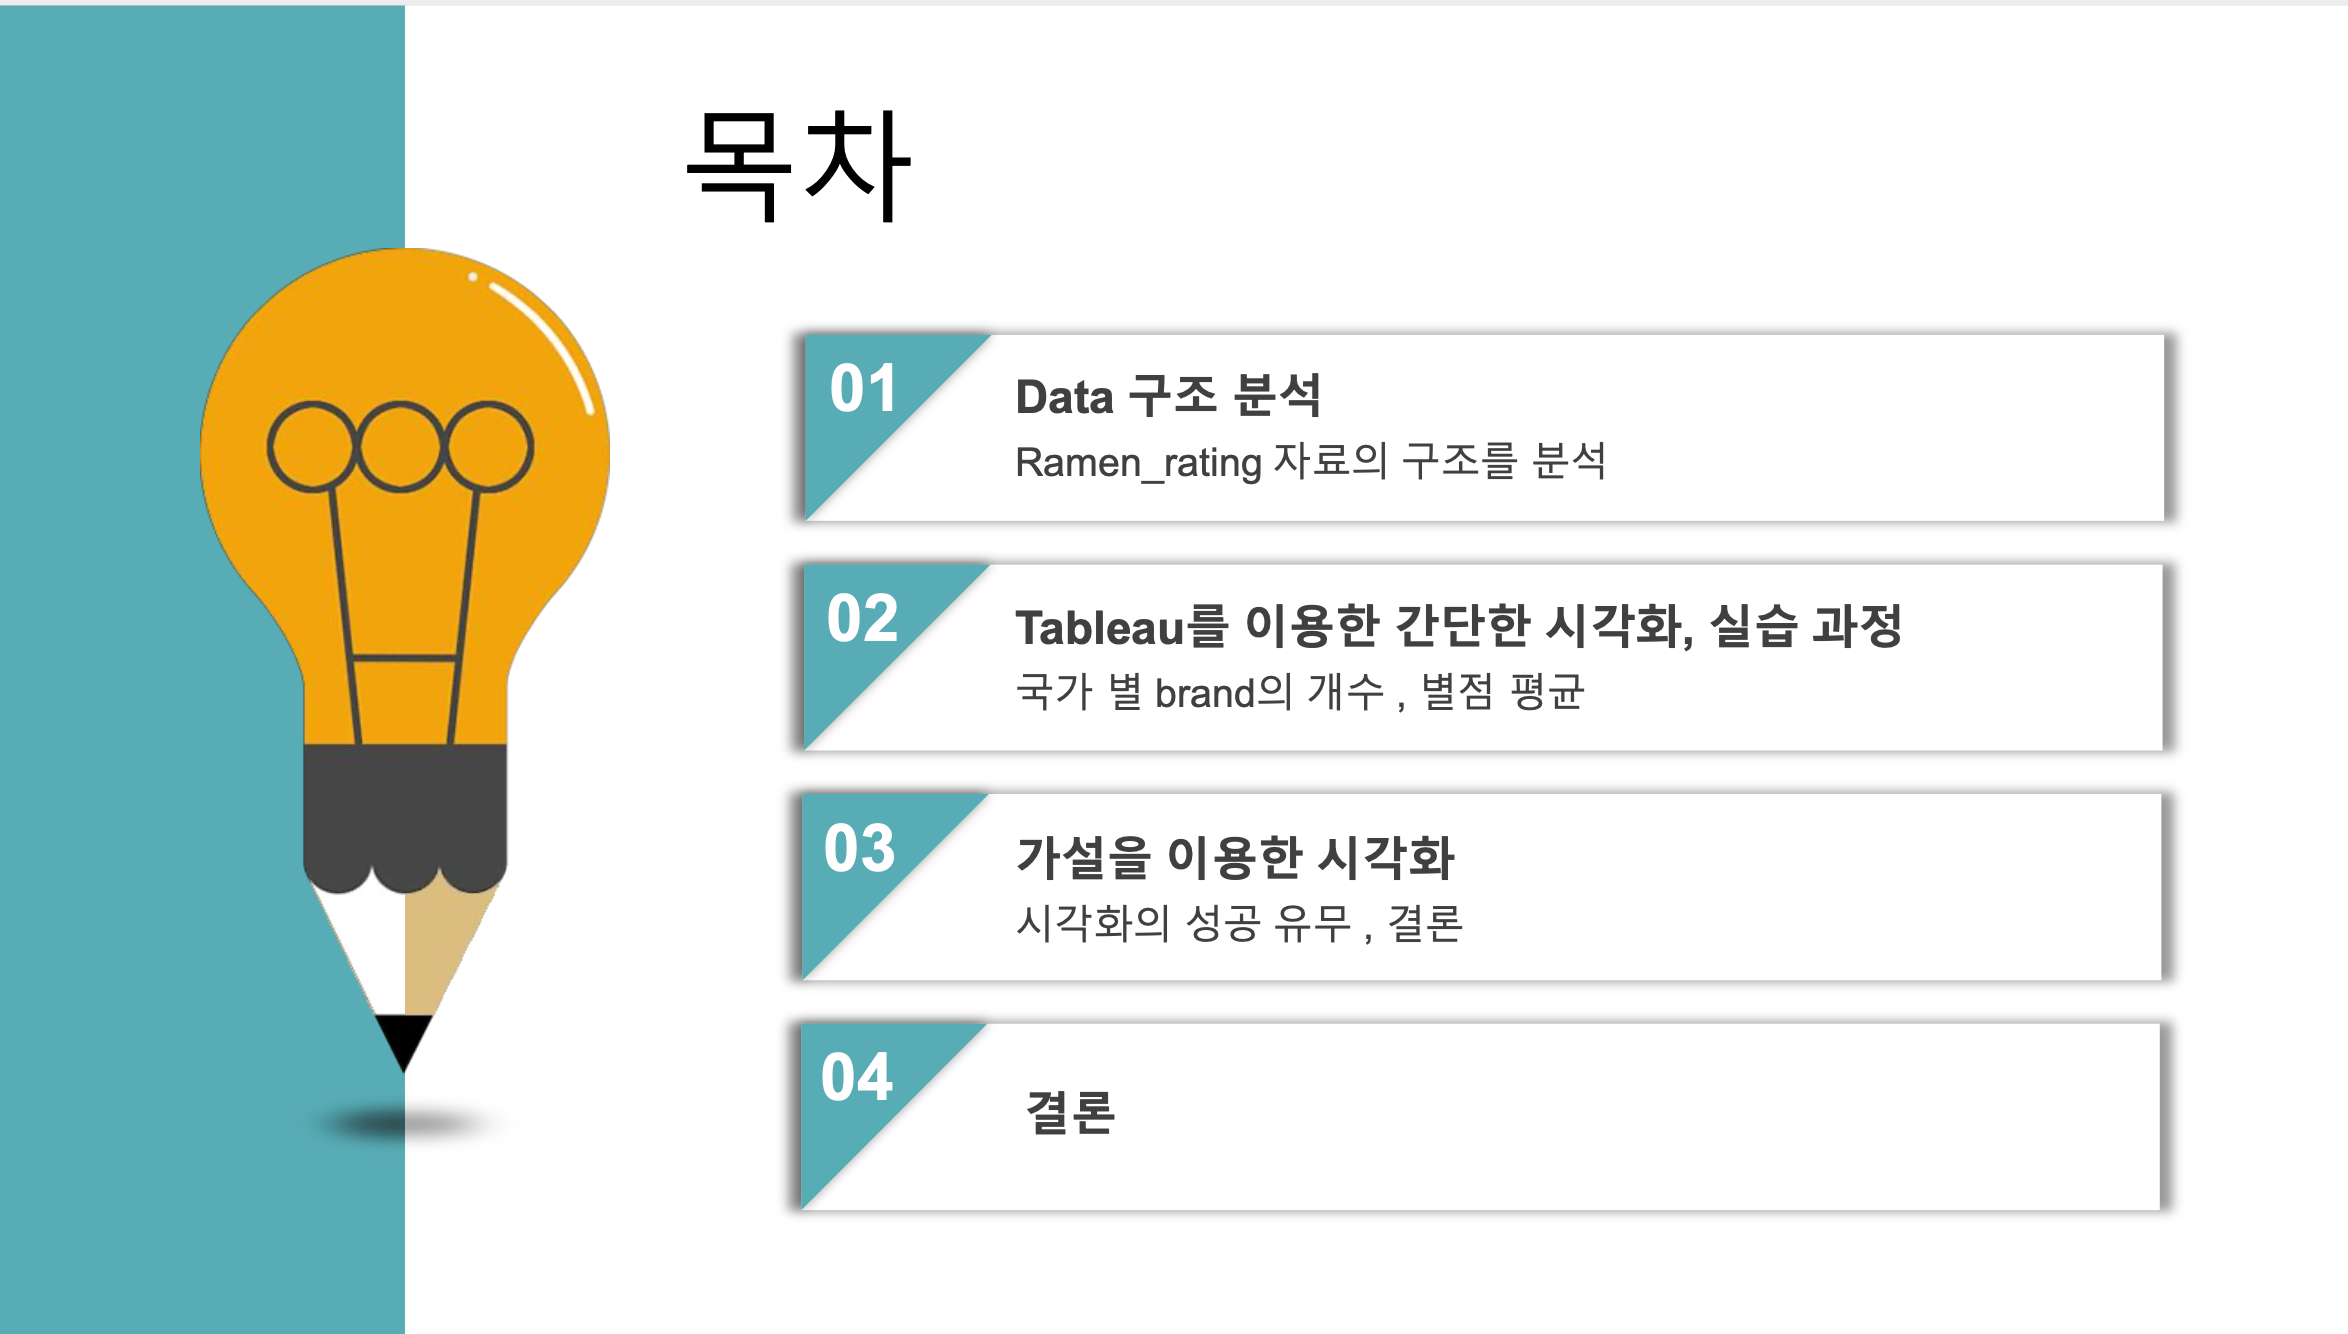 목차
01
Data 구조 분석
Ramen_rating 자료의 구조를 분석
02
Tableau를 이용한 간단한 시각화, 실습 과정
국가 별 brand의 개수 , 별점 평균
03
가설을 이용한 시각화
시각화의 성공 유무 , 결론
04
결론